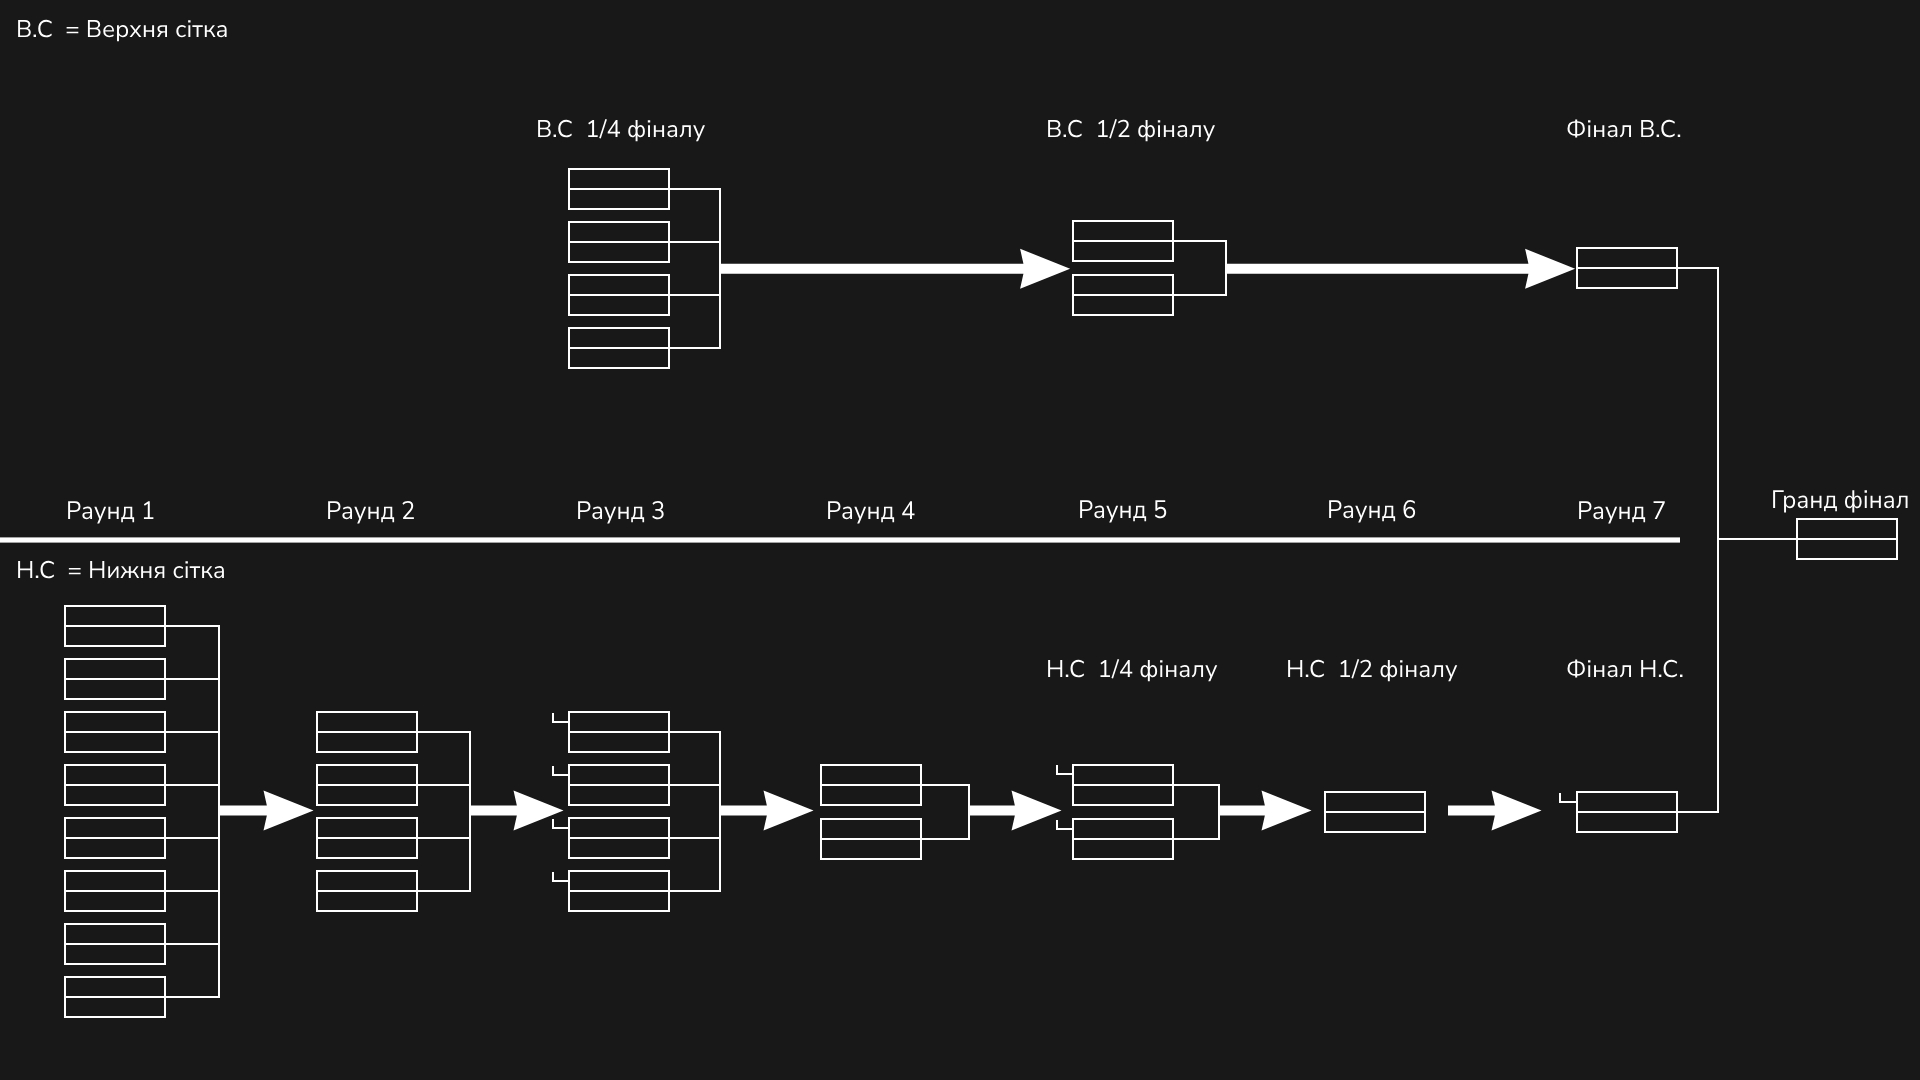 В.С = Верхня сітка
В.С 1/4 фіналу
В.С 1/2 фіналу
Фінал В.С.
Раунд 1
Раунд 2
Раунд 3
Раунд 4
Раунд 5
Раунд 6
Раунд 7
Гранд фінал
Н.С = Нижня сітка
Н.С 1/4 фіналу
Н.С 1/2 фіналу
Фінал Н.С.